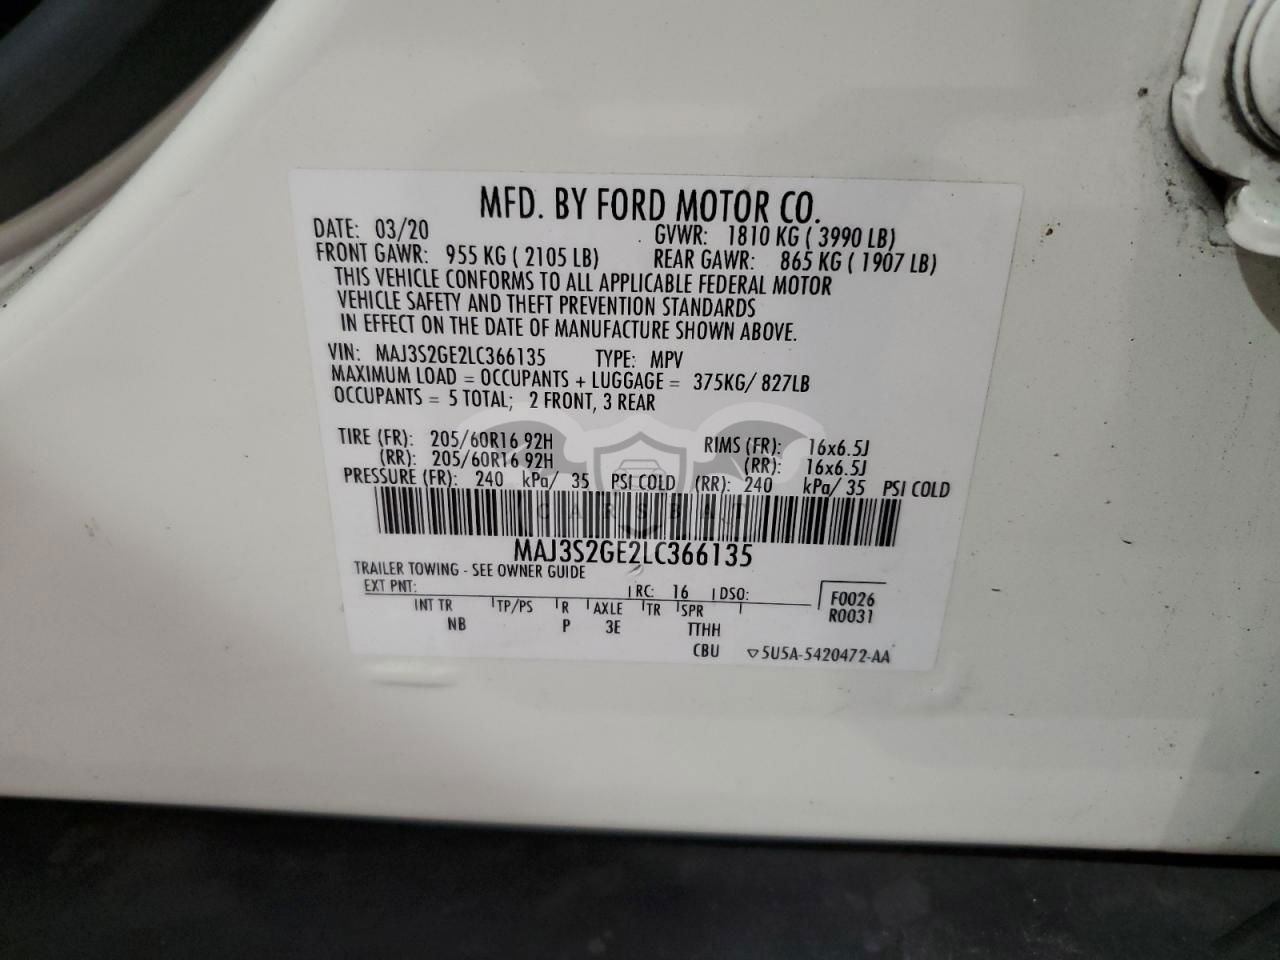 MFD. BY FORD MOTOR CO.
DATE: 03/20 GVWR: 1810 KG ( 3990 LB)
FRONT GAWR: 955 KG ( 2105 LB) REAR GAWR: 865 KG ( 1907 LB)
THIS VEHICLE CONFORMS TO ALL APPLICABLE FEDERAL MOTOR
VEHICLE SAFETY AND THEFT PREVENTION STANDARDS
IN EFFECT ON THE DATE OF MANUFACTURE SHOWN ABOVE.
VIN: MAJ3S2GE2LC366135 TYPE: MPV
MAXIMUM LOAD = OCCUPANTS + LUGGAGE = 375KG/ 827LB
OCCUPANTS = 5 TOTAL; 2 FRONT, 3 REAR
TIRE (FR): 205/60R16 92H RIMS (FR): 16x6.5J
(RR): 205/60R16 92H (RR): 16x6.5J
PRESSURE (FR): 240 kPa/ 35 PSI COLD (RR): 240 kPa/ 35 PSI COLD
CARSBAT
MAJ3S2GE2LC366135
TRAILER TOWING - SEE OWNER GUIDE
EXT PNT: RC: 16 DSO: F0026
INT TR TP/PS R AXLE TR SPR R0031
NB P 3E TTHH
CBU 5U5A-5420472-AA